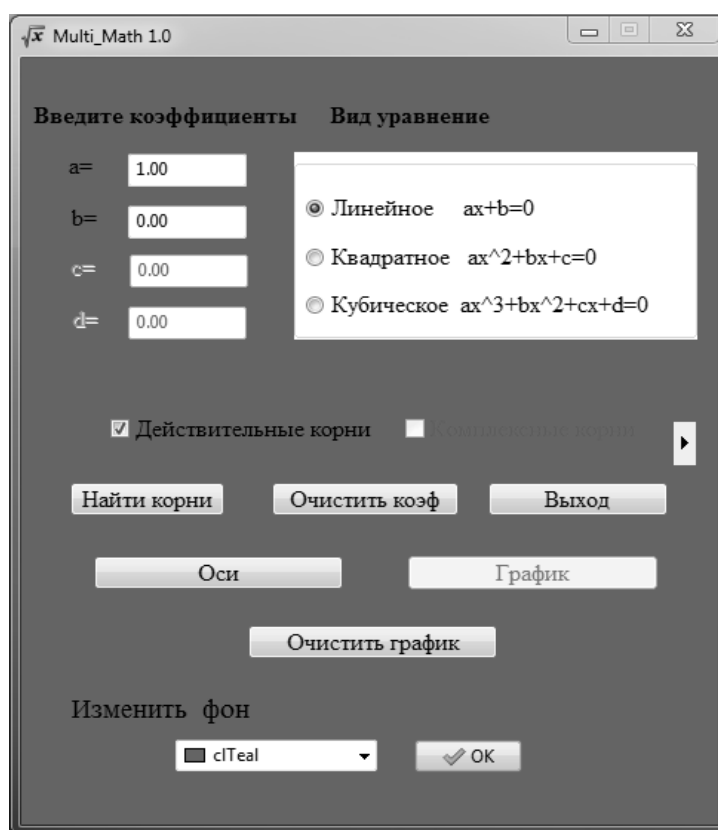 √x Multi_Math 1.0
Введите коэффициенты Вид уравнение
a= 1.00
b= 0.00
c= 0.00
d= 0.00
Линейное ax+b=0
Квадратное ax^2+bx+c=0
Кубическое ax^3+bx^2+cx+d=0
Действительные корни Комплексные корни
Найти корни Очистить коэф Выход
Оси График
Очистить график
Изменить фон
clTeal OK